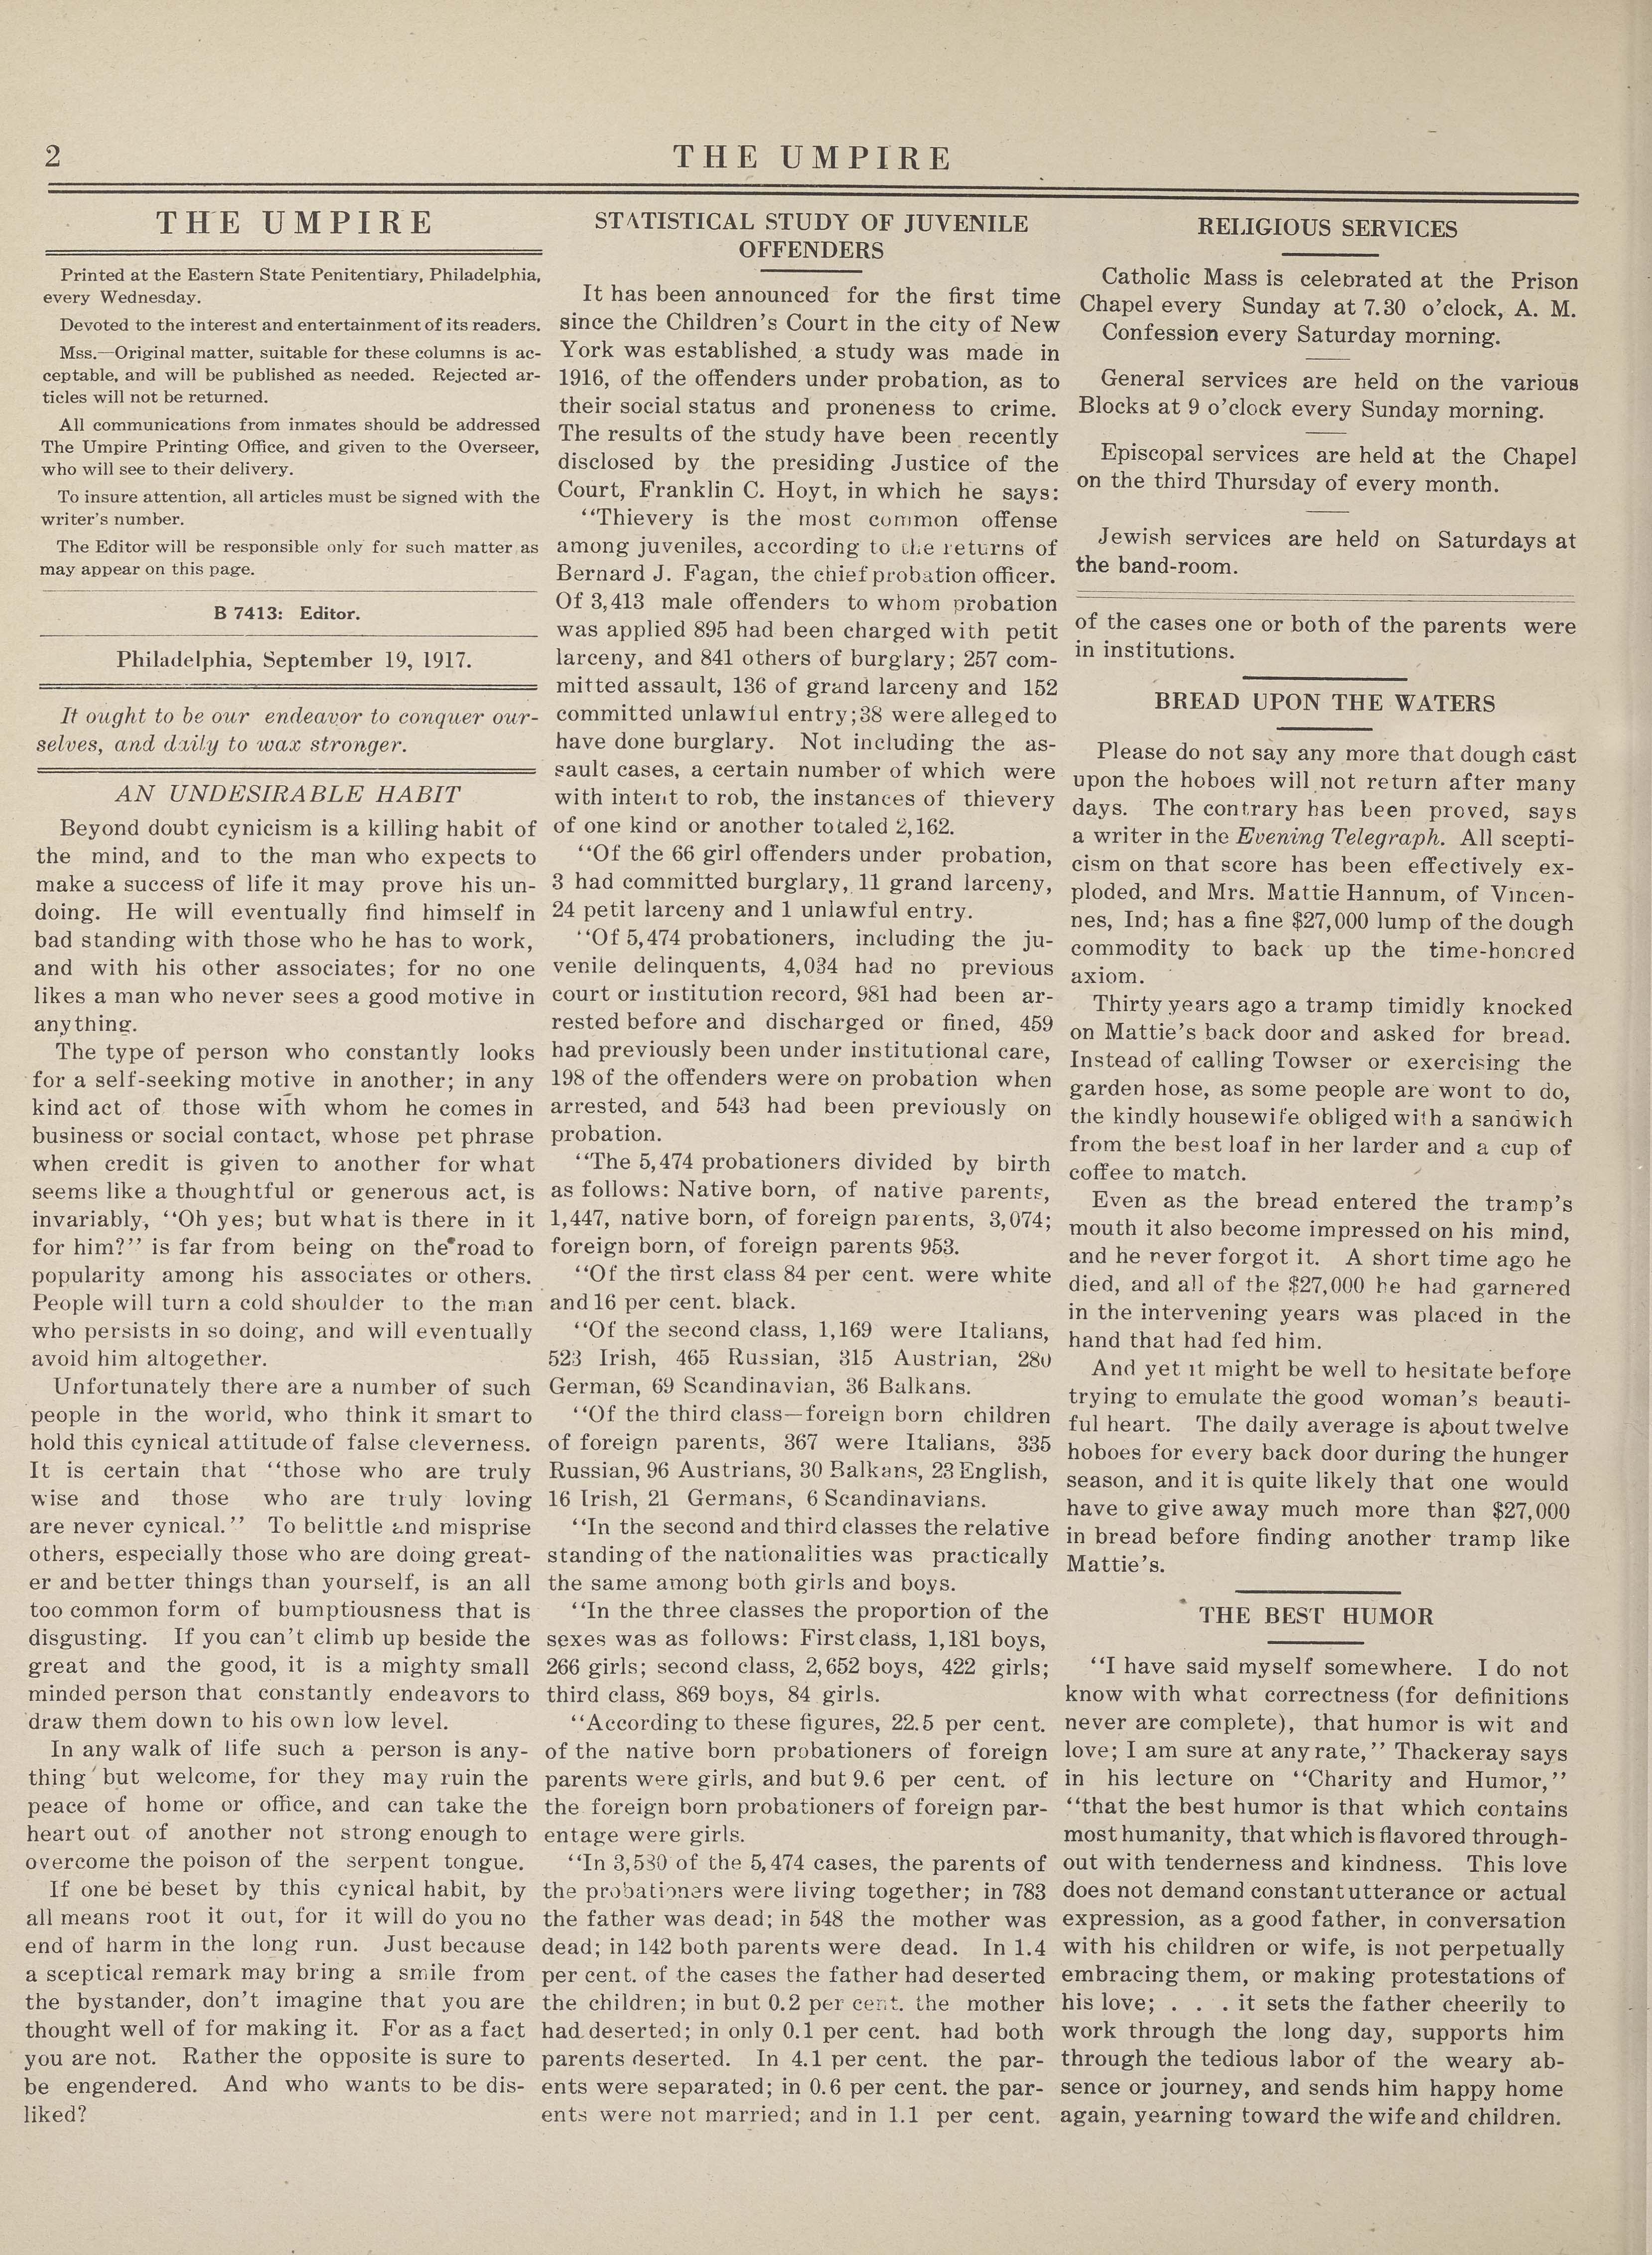 2
THE UMPIRE
THE UMPIRE
Printed at the Eastern State Penitentiary, Philadelphia,
every Wednesday.
Devoted to the interest and entertainment of its readers.
Mss.—Original matter, suitable for these columns is ac-
ceptable, and will be published as needed. Rejected ar-
ticles will not be returned.
All communications from inmates should be addressed
The Umpire Printing Office, and given to the Overseer,
who will see to their delivery.
To insure attention, all articles must be signed with the
writer's number.
The Editor will be responsible only for such matter as
may appear on this page.
B 7413: Editor.
Philadelphia, September 19, 1917.
It ought to be our endeavor to conquer our-
selves, and daily to wax stronger.
AN UNDESIRABLE HABIT
Beyond doubt cynicism is a killing habit of
the mind, and to the man who expects to
make a success of life it may prove his un-
doing. He will eventually find himself in
bad standing with those who he has to work,
and with his other associates; for no one
likes a man who never sees a good motive in
anything.
The type of person who constantly looks
for a self-seeking motive in another; in any
kind act of those with whom he comes in
business or social contact, whose pet phrase
when credit is given to another for what
seems like a thoughtful or generous act, is
invariably, "Oh yes; but what is there in it
for him?" is far from being on the road to
popularity among his associates or others.
People will turn a cold shoulder to the man
who persists in so doing, and will eventually
avoid him altogether.
Unfortunately there are a number of such
people in the world, who think it smart to
hold this cynical attitude of false cleverness.
It is certain that "those who are truly
wise and those who are truly loving
are never cynical." To belittle and misprise
others, especially those who are doing great-
er and better things than yourself, is an all
too common form of bumptiousness that is
disgusting. If you can't climb up beside the
great and the good, it is a mighty small
minded person that constantly endeavors to
draw them down to his own low level.
In any walk of life such a person is any-
thing but welcome, for they may ruin the
peace of home or office, and can take the
heart out of another not strong enough to
overcome the poison of the serpent tongue.
If one be beset by this cynical habit, by
all means root it out, for it will do you no
end of harm in the long run. Just because
a sceptical remark may bring a smile from
the bystander, don't imagine that you are
thought well of for making it. For as a fact
you are not. Rather the opposite is sure to
be engendered. And who wants to be dis-
liked?
STATISTICAL STUDY OF JUVENILE
OFFENDERS
It has been announced for the first time
since the Children's Court in the city of New
York was established, a study was made in
1916, of the offenders under probation, as to
their social status and proneness to crime.
The results of the study have been recently
disclosed by the presiding Justice of the
Court, Franklin C. Hoyt, in which he says:
"Thievery is the most common offense
among juveniles, according to the returns of
Bernard J. Fagan, the chief probation officer.
Of 3,413 male offenders to whom probation
was applied 895 had been charged with petit
larceny, and 841 others of burglary; 257 com-
mitted assault, 136 of grand larceny and 152
committed unlawful entry; 38 were alleged to
have done burglary. Not including the as-
sault cases, a certain number of which were
with intent to rob, the instances of thievery
of one kind or another totaled 2,162.
"Of the 66 girl offenders under probation,
3 had committed burglary, 11 grand larceny,
24 petit larceny and 1 unlawful entry.
"Of 5,474 probationers, including the ju-
venile delinquents, 4,034 had no previous
court or institution record, 981 had been ar-
rested before and discharged or fined, 459
had previously been under institutional care,
198 of the offenders were on probation when
arrested, and 543 had been previously on
probation.
"The 5,474 probationers divided by birth
as follows: Native born, of native parents,
1,447, native born, of foreign parents, 3,074;
foreign born, of foreign parents 953.
"Of the first class 84 per cent. were white
and 16 per cent. black.
"Of the second class, 1,169 were Italians,
523 Irish, 465 Russian, 315 Austrian, 280
German, 69 Scandinavian, 36 Balkans.
"Of the third class—foreign born children
of foreign parents, 367 were Italians, 335
Russian, 96 Austrians, 30 Balkans, 23 English,
16 Irish, 21 Germans, 6 Scandinavians.
"In the second and third classes the relative
standing of the nationalities was practically
the same among both girls and boys.
"In the three classes the proportion of the
sexes was as follows: First class, 1,181 boys,
266 girls; second class, 2,652 boys, 422 girls;
third class, 869 boys, 84 girls.
"According to these figures, 22.5 per cent.
of the native born probationers of foreign
parents were girls, and but 9.6 per cent. of
the foreign born probationers of foreign par-
entage were girls.
"In 3,530 of the 5,474 cases, the parents of
the probationers were living together; in 783
the father was dead; in 548 the mother was
dead; in 142 both parents were dead. In 1.4
per cent. of the cases the father had deserted
the children; in but 0.2 per cent. the mother
had deserted; in only 0.1 per cent. had both
parents deserted. In 4.1 per cent. the par-
ents were separated; in 0.6 per cent. the par-
ents were not married; and in 1.1 per cent.
RELIGIOUS SERVICES
Catholic Mass is celebrated at the Prison
Chapel every Sunday at 7.30 o'clock, A. M.
Confession every Saturday morning.
General services are held on the various
Blocks at 9 o'clock every Sunday morning.
Episcopal services are held at the Chapel
on the third Thursday of every month.
Jewish services are held on Saturdays at
the band-room.
of the cases one or both of the parents were
in institutions.
BREAD UPON THE WATERS
Please do not say any more that dough cast
upon the hoboes will not return after many
days. The contrary has been proved, says
a writer in the Evening Telegraph. All scepti-
cism on that score has been effectively ex-
ploded, and Mrs. Mattie Hannum, of Vincen-
nes, Ind; has a fine $27,000 lump of the dough
commodity to back up the time-honored
axiom.
Thirty years ago a tramp timidly knocked
on Mattie's back door and asked for bread.
Instead of calling Towser or exercising the
garden hose, as some people are wont to do,
the kindly housewife obliged with a sandwich
from the best loaf in her larder and a cup of
coffee to match.
Even as the bread entered the tramp's
mouth it also become impressed on his mind,
and he never forgot it. A short time ago he
died, and all of the $27,000 he had garnered
in the intervening years was placed in the
hand that had fed him.
And yet it might be well to hesitate before
trying to emulate the good woman's beauti-
ful heart. The daily average is about twelve
hoboes for every back door during the hunger
season, and it is quite likely that one would
have to give away much more than $27,000
in bread before finding another tramp like
Mattie's.
THE BEST HUMOR
"I have said myself somewhere. I do not
know with what correctness (for definitions
never are complete), that humor is wit and
love; I am sure at any rate," Thackeray says
in his lecture on "Charity and Humor,"
"that the best humor is that which contains
most humanity, that which is flavored through-
out with tenderness and kindness. This love
does not demand constant utterance or actual
expression, as a good father, in conversation
with his children or wife, is not perpetually
embracing them, or making protestations of
his love; . . . it sets the father cheerily to
work through the long day, supports him
through the tedious labor of the weary ab-
sence or journey, and sends him happy home
again, yearning toward the wife and children.